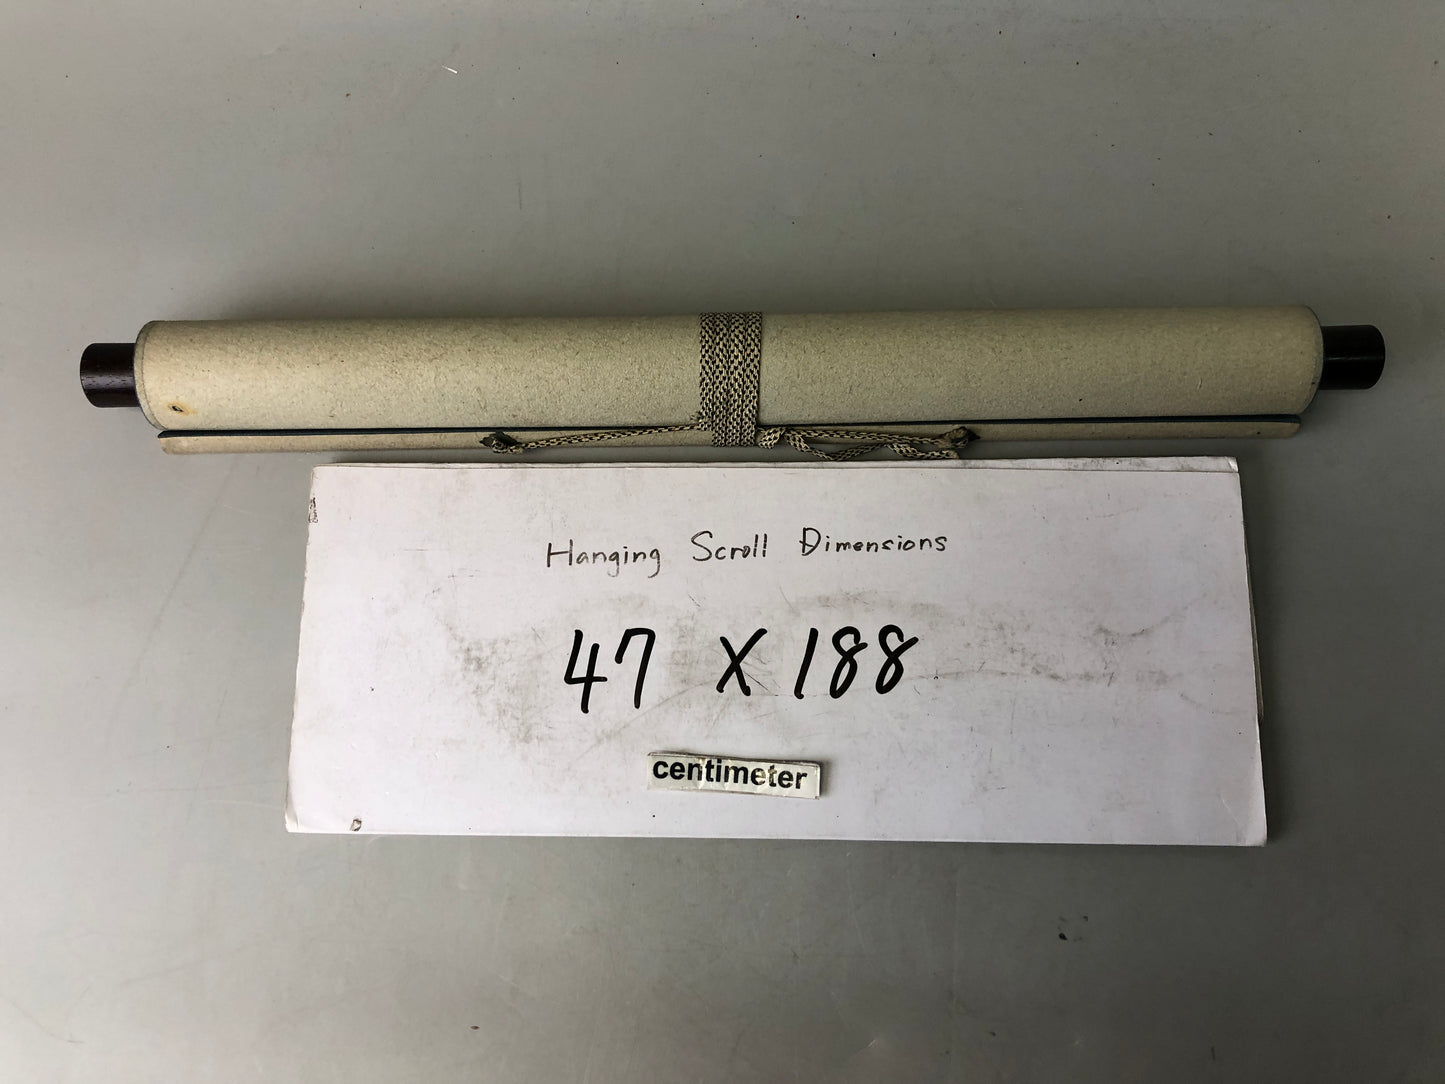 Hanging Scroll Dimensions
47 X 188
centimeter